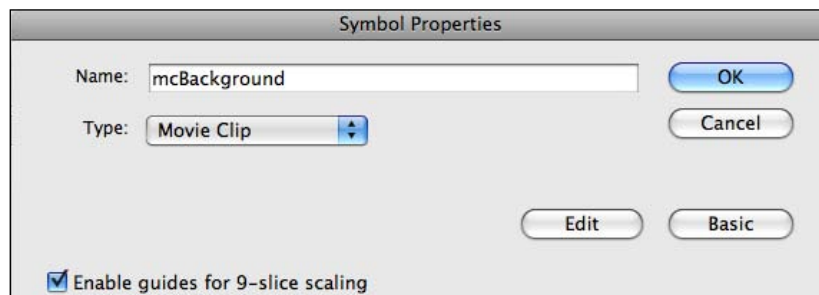 Symbol Properties
Name: mcBackground OK
Type: Movie Clip Cancel
Edit Basic
Enable guides for 9-slice scaling